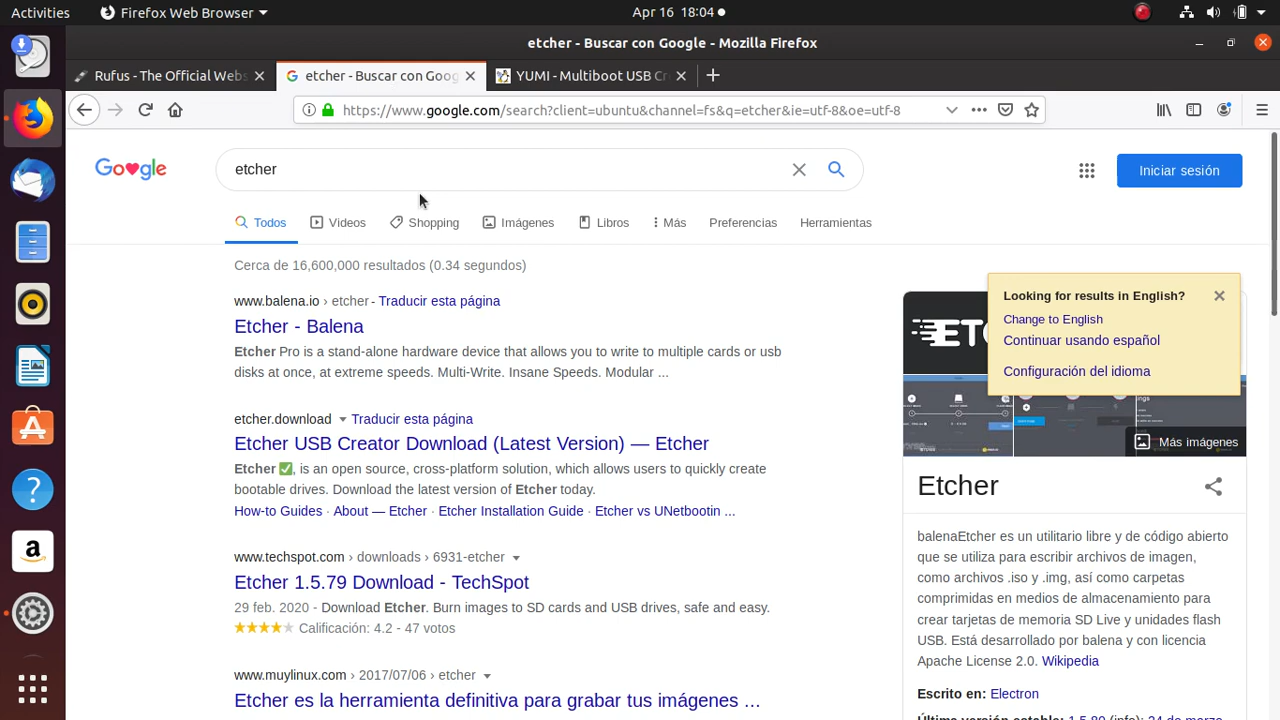 Activities
Firefox Web Browser
Apr 16 18:04
etcher - Buscar con Google - Mozilla Firefox
Rufus - The Official Webs
etcher - Buscar con Goog
YUMI - Multiboot USB Cr
https://www.google.com/search?client=ubuntu&channel=fs&q=etcher&ie=utf-8&oe=utf-8
etcher
Iniciar sesión
Todos
Videos
Shopping
Imágenes
Libros
Más
Preferencias
Herramientas
Cerca de 16,600,000 resultados (0.34 segundos)
www.balena.io › etcher - Traducir esta página
Etcher - Balena
Etcher Pro is a stand-alone hardware device that allows you to write to multiple cards or usb
disks at once, at extreme speeds. Multi-Write. Insane Speeds. Modular ...
etcher.download Traducir esta página
Etcher USB Creator Download (Latest Version) — Etcher
Etcher ✅, is an open source, cross-platform solution, which allows users to quickly create
bootable drives. Download the latest version of Etcher today.
How-to Guides · About — Etcher · Etcher Installation Guide · Etcher vs UNetbootin ...
www.techspot.com › downloads › 6931-etcher
Etcher 1.5.79 Download - TechSpot
29 feb. 2020 - Download Etcher. Burn images to SD cards and USB drives, safe and easy.
Calificación: 4.2 - 47 votos
www.muylinux.com › 2017/07/06 › etcher
Etcher es la herramienta definitiva para grabar tus imágenes ...
Looking for results in English?
Change to English
Continuar usando español
Configuración del idioma
Más imágenes
Etcher
balenaEtcher es un utilitario libre y de código abierto
que se utiliza para escribir archivos de imagen,
como archivos .iso y .img, así como carpetas
comprimidas en medios de almacenamiento para
crear tarjetas de memoria SD Live y unidades flash
USB. Está desarrollado por balena y con licencia
Apache License 2.0. Wikipedia
Escrito en: Electron